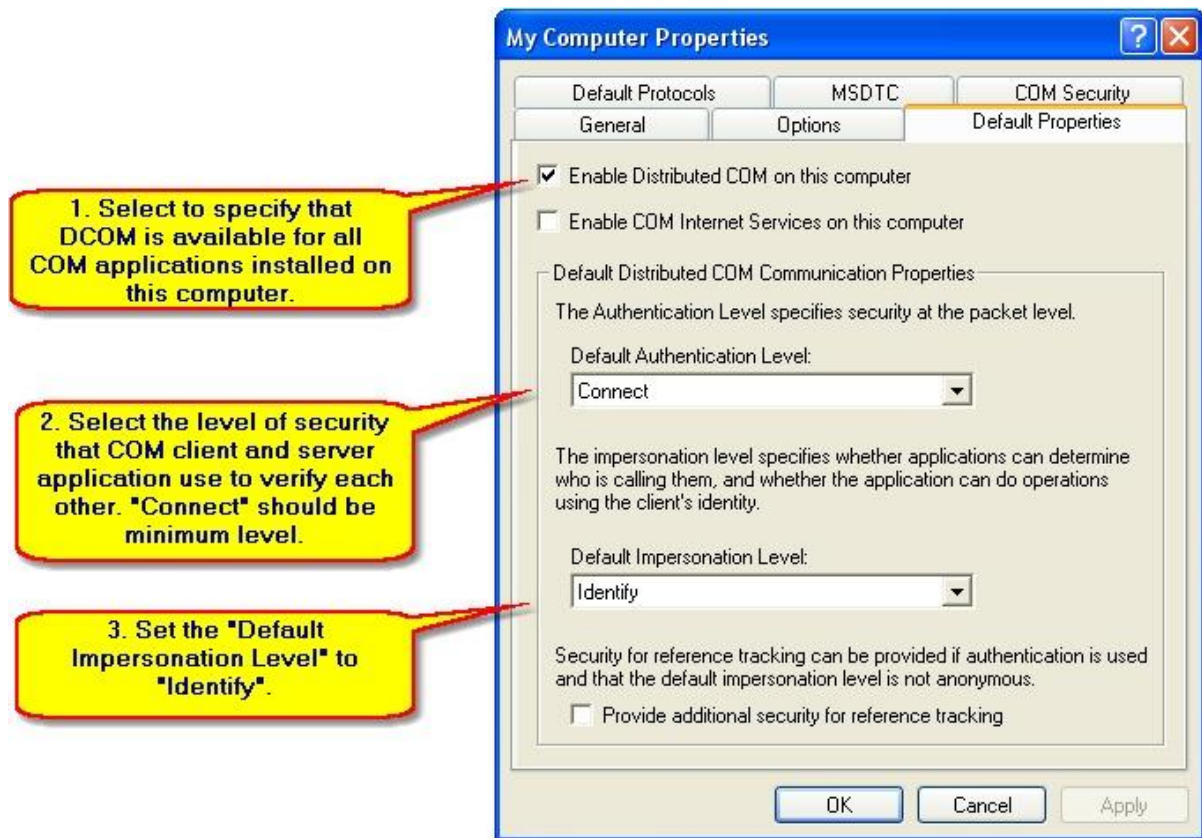 My Computer Properties
Default Protocols
MSDTC
COM Security
General
Options
Default Properties
1. Select to specify that
DCOM is available for all
COM applications installed on
this computer.
Enable Distributed COM on this computer
Enable COM Internet Services on this computer
Default Distributed COM Communication Properties
The Authentication Level specifies security at the packet level.
Default Authentication Level:
Connect
2. Select the level of security
that COM client and server
application use to verify each
other. "Connect" should be
minimum level.
The impersonation level specifies whether applications can determine
who is calling them, and whether the application can do operations
using the client's identity.
Default Impersonation Level:
Identify
3. Set the "Default
Impersonation Level" to
"Identify".
Security for reference tracking can be provided if authentication is used
and that the default impersonation level is not anonymous.
Provide additional security for reference tracking
OK
Cancel
Apply